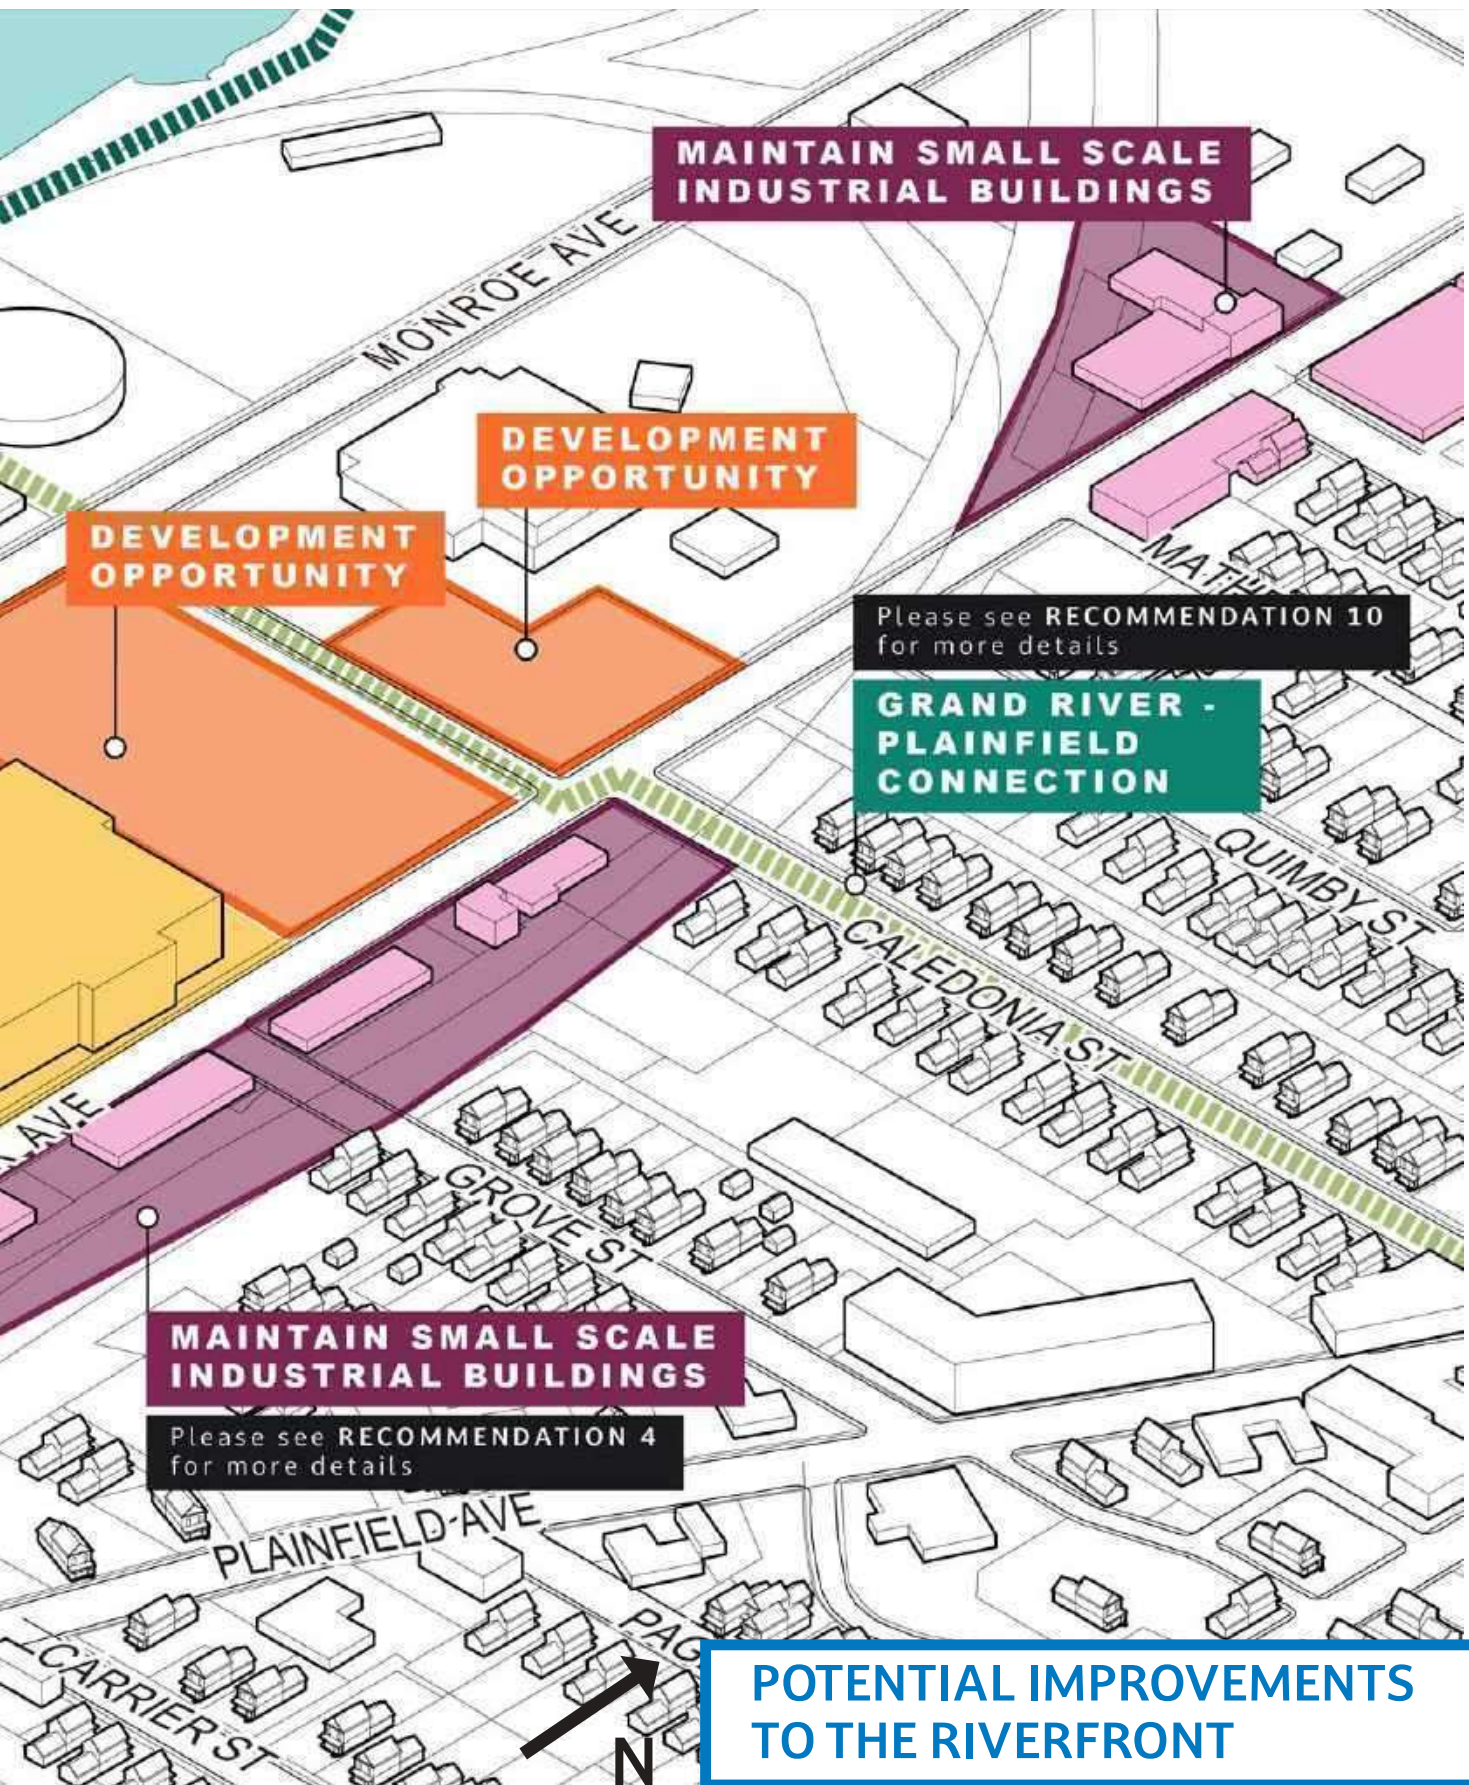 MAINTAIN SMALL SCALE
INDUSTRIAL BUILDINGS
MONROE AVE
DEVELOPMENT
OPPORTUNITY
DEVELOPMENT
OPPORTUNITY
Please see RECOMMENDATION 10
for more details
GRAND RIVER -
PLAINFIELD
CONNECTION
QUIMBY ST
CALEDONIA ST
AVE
GROVE ST
MAINTAIN SMALL SCALE
INDUSTRIAL BUILDINGS
Please see RECOMMENDATION 4
for more details
PLAINFIELD AVE
CARRIER ST
N
POTENTIAL IMPROVEMENTS
TO THE RIVERFRONT